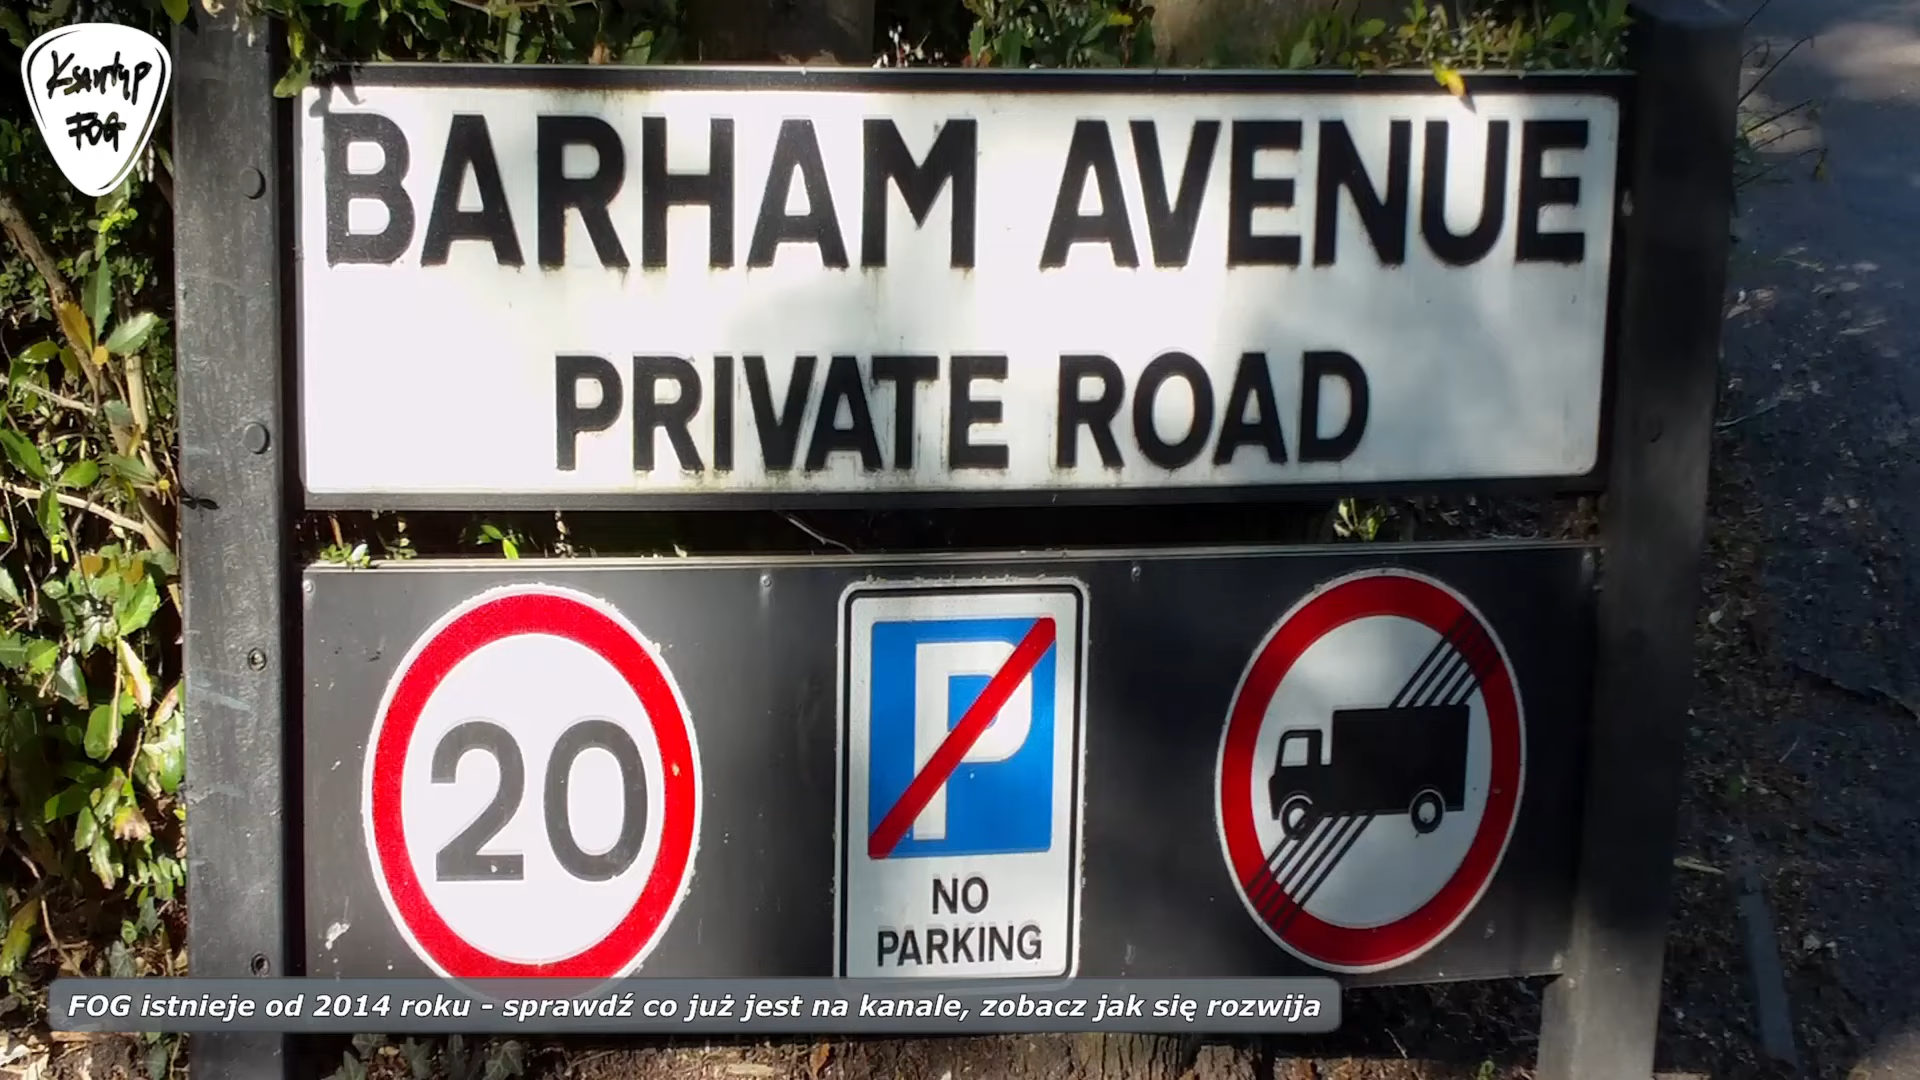 Ksantyp
FOG
BARHAM AVENUE
PRIVATE ROAD
20
P
NO
PARKING
FOG istnieje od 2014 roku - sprawdź co już jest na kanale, zobacz jak się rozwija